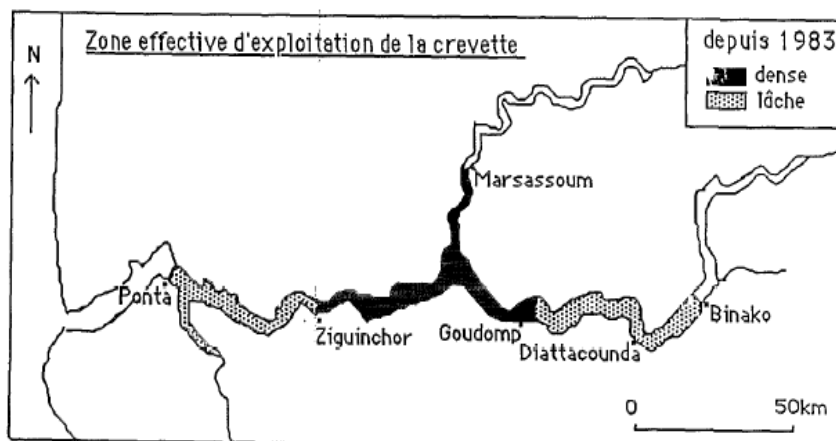 Zone effective d'exploitation de la crevette
depuis 1983
dense
lâche
N
Marsassoum
Ponta
Ziguinchor
Goudomp
Diattacounda
Binako
0 50km